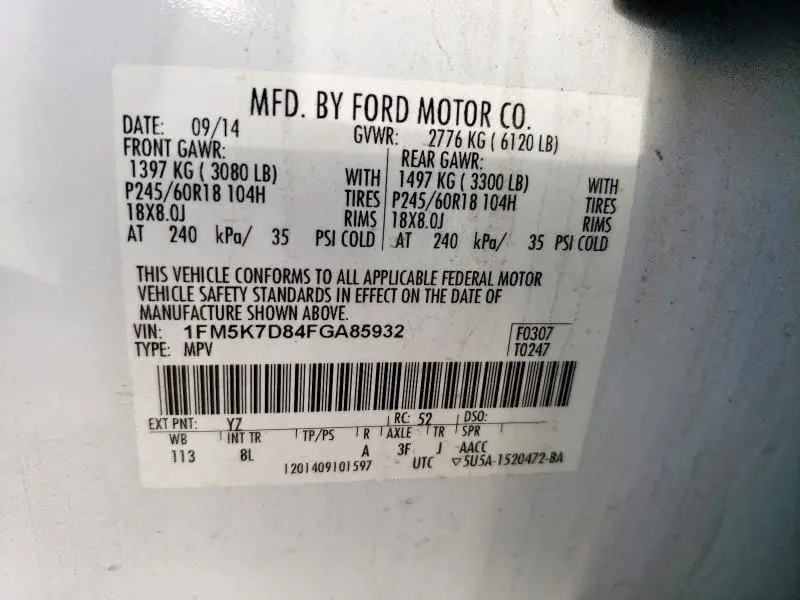 MFD. BY FORD MOTOR CO.
DATE: 09/14 GVWR: 2776 KG ( 6120 LB)
FRONT GAWR: REAR GAWR:
1397 KG ( 3080 LB) WITH 1497 KG ( 3300 LB) WITH
P245/60R18 104H TIRES P245/60R18 104H TIRES
18X8.0J RIMS 18X8.0J RIMS
AT 240 kPa/ 35 PSI COLD AT 240 kPa/ 35 PSI COLD
THIS VEHICLE CONFORMS TO ALL APPLICABLE FEDERAL MOTOR
VEHICLE SAFETY STANDARDS IN EFFECT ON THE DATE OF
MANUFACTURE SHOWN ABOVE.
VIN: 1FM5K7D84FGA85932 F0307
TYPE: MPV T0247
EXT PNT: YZ RC: 52 DSO:
WB INT TR TP/PS R AXLE TR SPR
113 8L A 3F J AACC
1201409101597 UTC ▽5U5A-1520472-BA